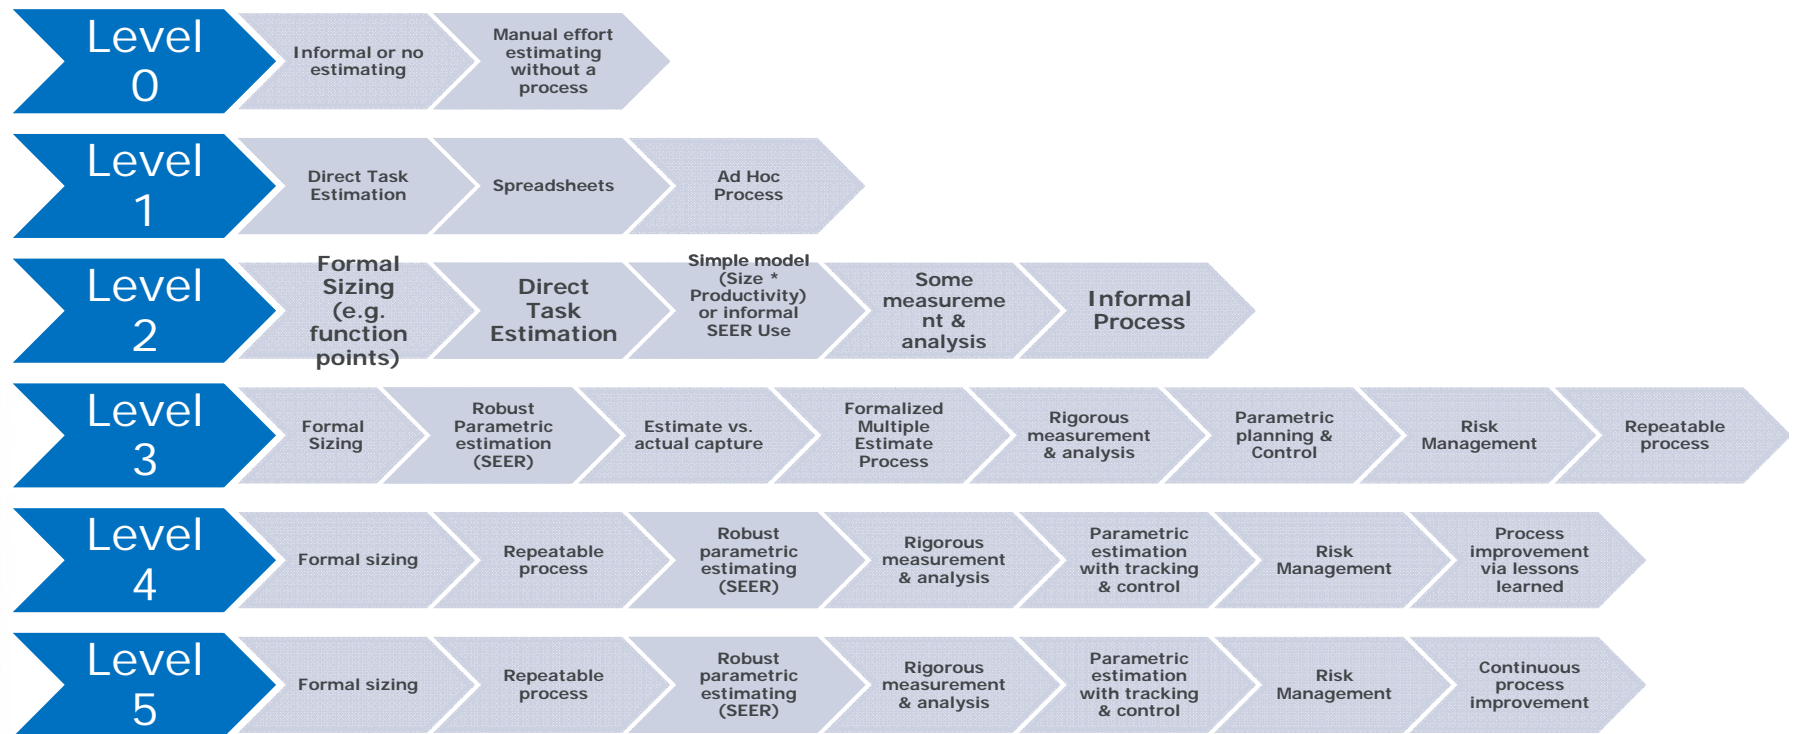 Level
0
Informal or no
estimating
Manual effort
estimating
without a
process
Level
1
Direct Task
Estimation
Spreadsheets
Ad Hoc
Process
Level
2
Formal
Sizing
(e.g.
function
points)
Direct
Task
Estimation
Simple model
(Size *
Productivity)
or informal
SEER Use
Some
measureme
nt &
analysis
Informal
Process
Level
3
Formal
Sizing
Robust
Parametric
estimation
(SEER)
Estimate vs.
actual capture
Formalized
Multiple
Estimate
Process
Rigorous
measurement
& analysis
Parametric
planning &
Control
Risk
Management
Repeatable
process
Level
4
Formal sizing
Repeatable
process
Robust
parametric
estimating
(SEER)
Rigorous
measurement
& analysis
Parametric
estimation
with tracking
& control
Risk
Management
Process
improvement
via lessons
learned
Level
5
Formal sizing
Repeatable
process
Robust
parametric
estimating
(SEER)
Rigorous
measurement
& analysis
Parametric
estimation
with tracking
& control
Risk
Management
Continuous
process
improvement